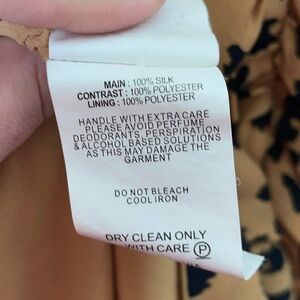 MAIN : 100% SILK
CONTRAST : 100% POLYESTER
LINING : 100% POLYESTER
HANDLE WITH EXTRA CARE
PLEASE AVOID PERFUME
DEODORANTS, PERSPIRATION
& ALCOHOL BASED SOLUTIONS
AS THIS MAY DAMAGE THE
GARMENT
DO NOT BLEACH
COOL IRON
DRY CLEAN ONLY
WITH CARE Ⓟ